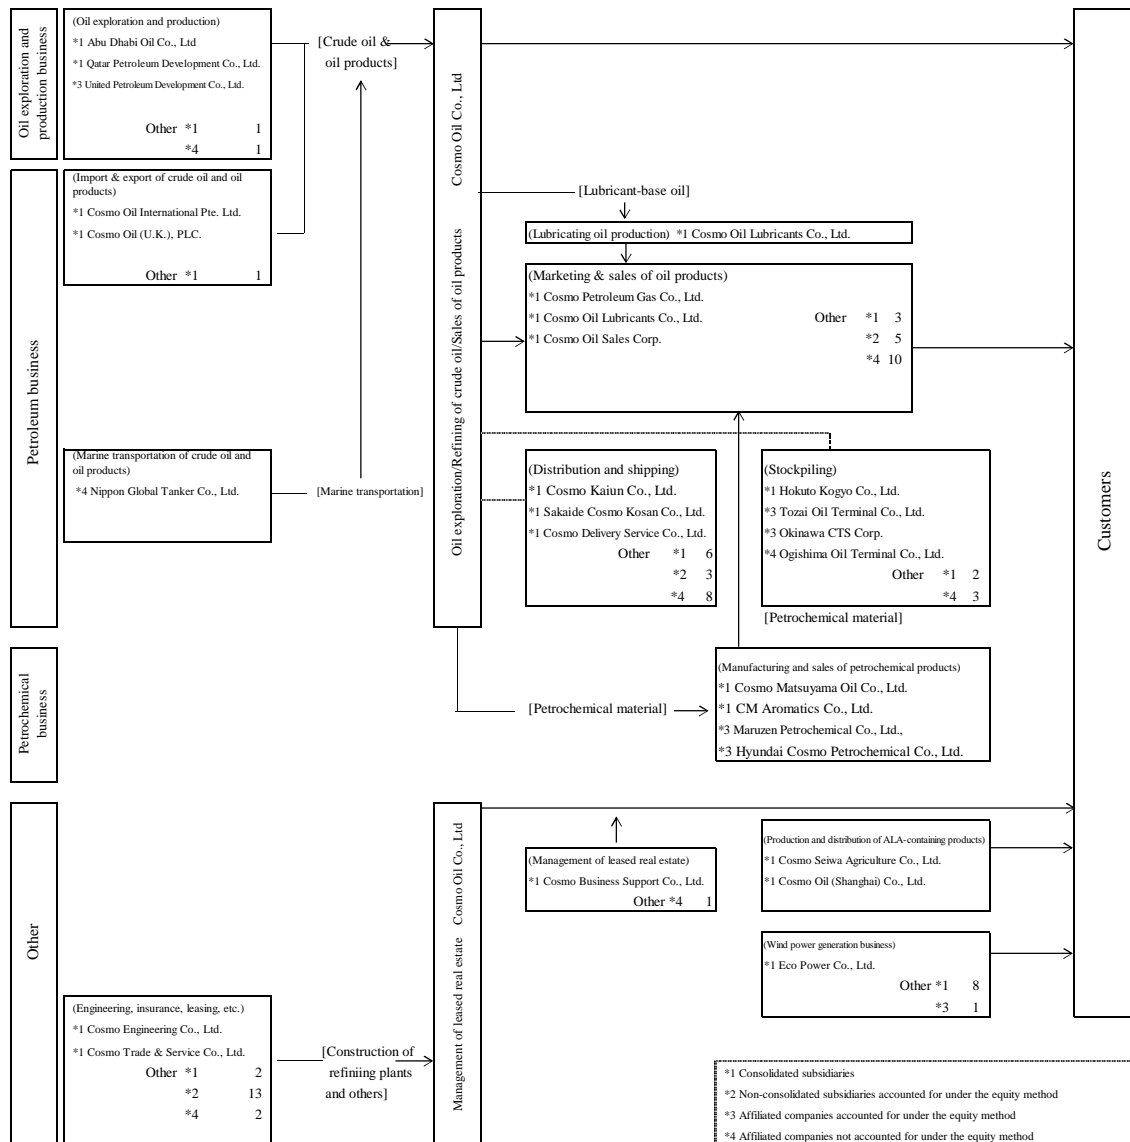 Oil exploration and
production business
(Oil exploration and production)
*1 Abu Dhabi Oil Co., Ltd
*1 Qatar Petroleum Development Co., Ltd.
*3 United Petroleum Development Co., Ltd.
Other *1 1
*4 1
[Crude oil &
oil products]
Petroleum business
(Import & export of crude oil and oil
products)
*1 Cosmo Oil International Pte. Ltd.
*1 Cosmo Oil (U.K.), PLC.
Other *1 1
(Marine transportation of crude oil and
oil products)
*4 Nippon Global Tanker Co., Ltd.
[Marine transportation]
Oil exploration/Refining of crude oil/Sales of oil products Cosmo Oil Co., Ltd
[Lubricant-base oil]
(Lubricating oil production) *1 Cosmo Oil Lubricants Co., Ltd.
(Marketing & sales of oil products)
*1 Cosmo Petroleum Gas Co., Ltd.
*1 Cosmo Oil Lubricants Co., Ltd. Other *1 3
*1 Cosmo Oil Sales Corp. *2 5
*4 10
(Distribution and shipping)
*1 Cosmo Kaiun Co., Ltd.
*1 Sakaide Cosmo Kosan Co., Ltd.
*1 Cosmo Delivery Service Co., Ltd.
Other *1 6
*2 3
*4 8
(Stockpiling)
*1 Hokuto Kogyo Co., Ltd.
*3 Tozai Oil Terminal Co., Ltd.
*3 Okinawa CTS Corp.
*4 Ogishima Oil Terminal Co., Ltd.
Other *1 2
*4 3
[Petrochemical material]
Customers
Petrochemical
business
[Petrochemical material]
(Manufacturing and sales of petrochemical products)
*1 Cosmo Matsuyama Oil Co., Ltd.
*1 CM Aromatics Co., Ltd.
*3 Maruzen Petrochemical Co., Ltd.,
*3 Hyundai Cosmo Petrochemical Co., Ltd.
Other
(Engineering, insurance, leasing, etc.)
*1 Cosmo Engineering Co., Ltd.
*1 Cosmo Trade & Service Co., Ltd.
Other *1 2
*2 13
*4 2
[Construction of
refiniing plants
and others]
Management of leased real estate Cosmo Oil Co., Ltd
(Management of leased real estate)
*1 Cosmo Business Support Co., Ltd.
Other *4 1
(Production and distribution of ALA-containing products)
*1 Cosmo Seiwa Agriculture Co., Ltd.
*1 Cosmo Oil (Shanghai) Co., Ltd.
(Wind power generation business)
*1 Eco Power Co., Ltd.
Other *1 8
*3 1
*1 Consolidated subsidiaries
*2 Non-consolidated subsidiaries accounted for under the equity method
*3 Affiliated companies accounted for under the equity method
*4 Affiliated companies not accounted for under the equity method